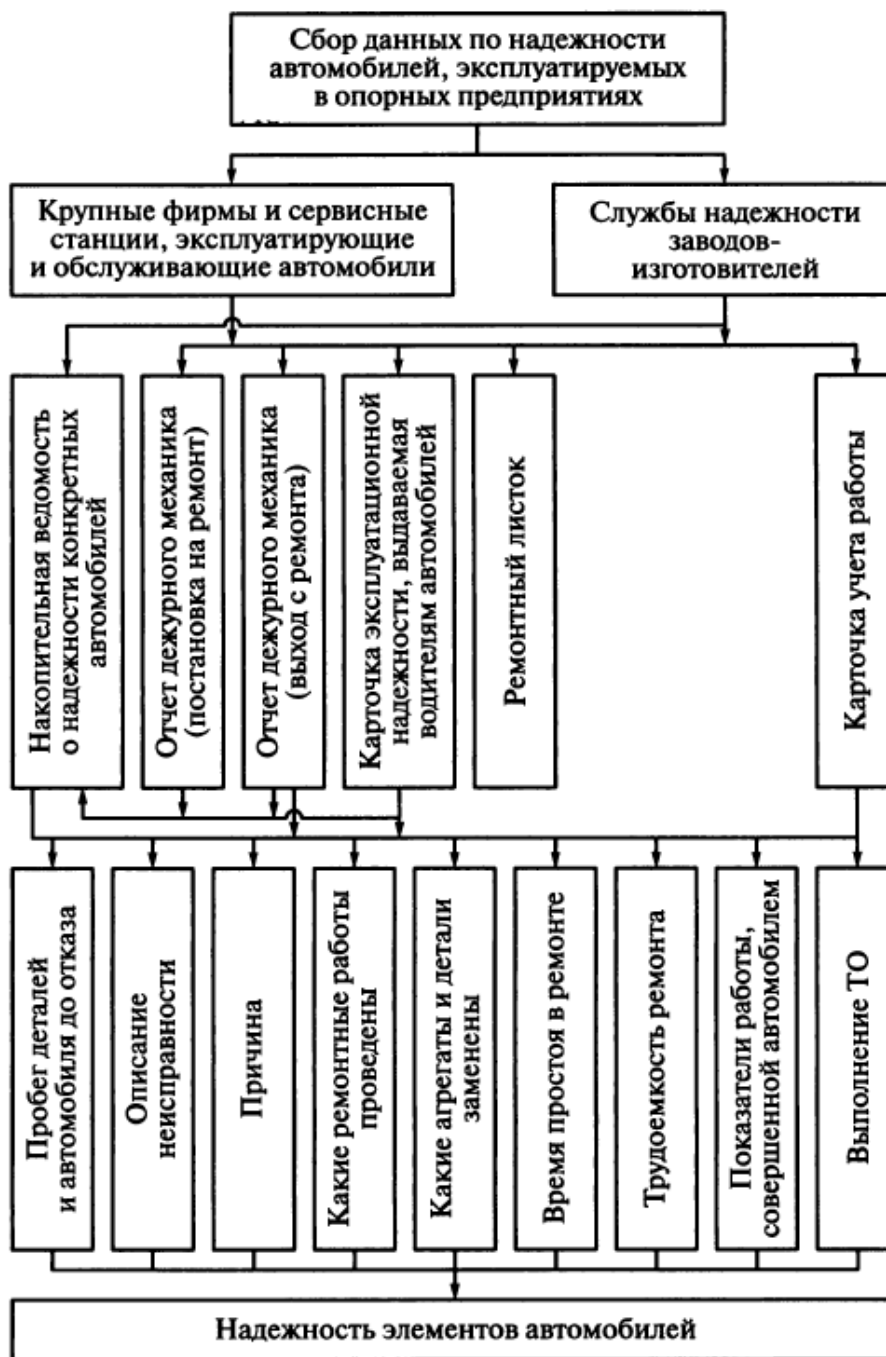 Сбор данных по надежности
автомобилей, эксплуатируемых
в опорных предприятиях
Крупные фирмы и сервисные
станции, эксплуатирующие
и обслуживающие автомобили
Службы надежности
заводов-
изготовителей
Накопительная ведомость
о надежности конкретных
автомобилей
Отчет дежурного механика
(постановка на ремонт)
Отчет дежурного механика
(выход с ремонта)
Карточка эксплуатационной
надежности, выдаваемая
водителям автомобилей
Ремонтный листок
Карточка учета работы
Пробег деталей
и автомобиля до отказа
Описание
неисправности
Причина
Какие ремонтные работы
проведены
Какие агрегаты и детали
заменены
Время простоя в ремонте
Трудоемкость ремонта
Показатели работы,
совершенной автомобилем
Выполнение ТО
Надежность элементов автомобилей